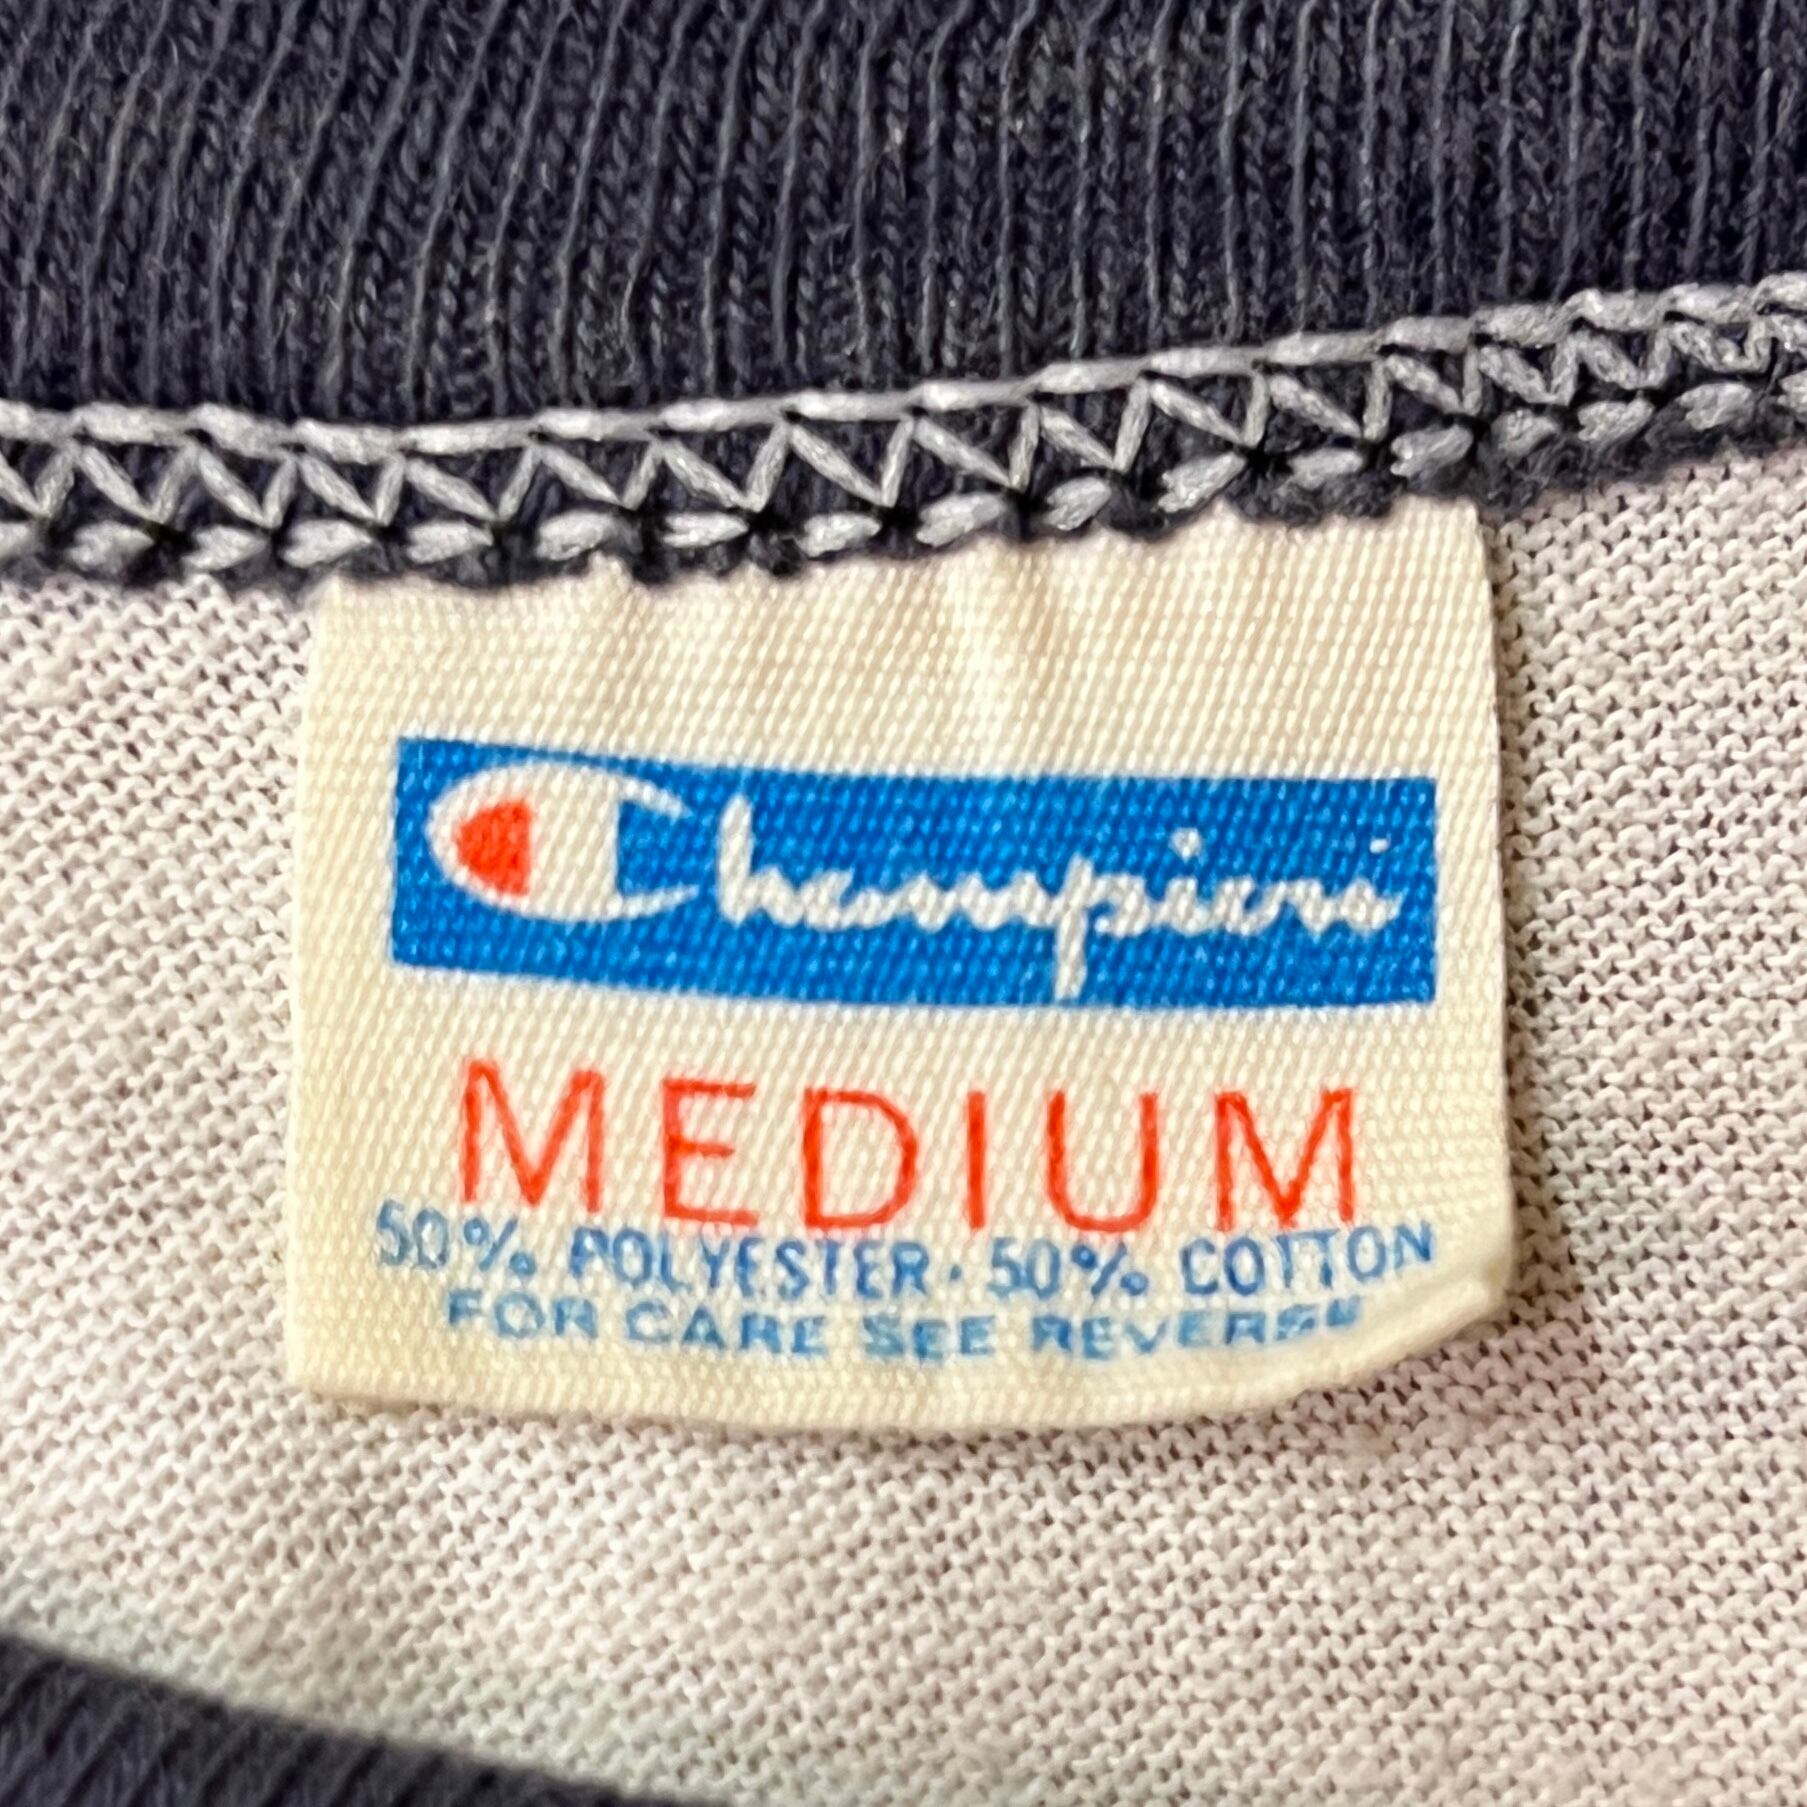 Champion
MEDIUM
50% POLYESTER · 50% COTTON
FOR CARE SEE REVERSE